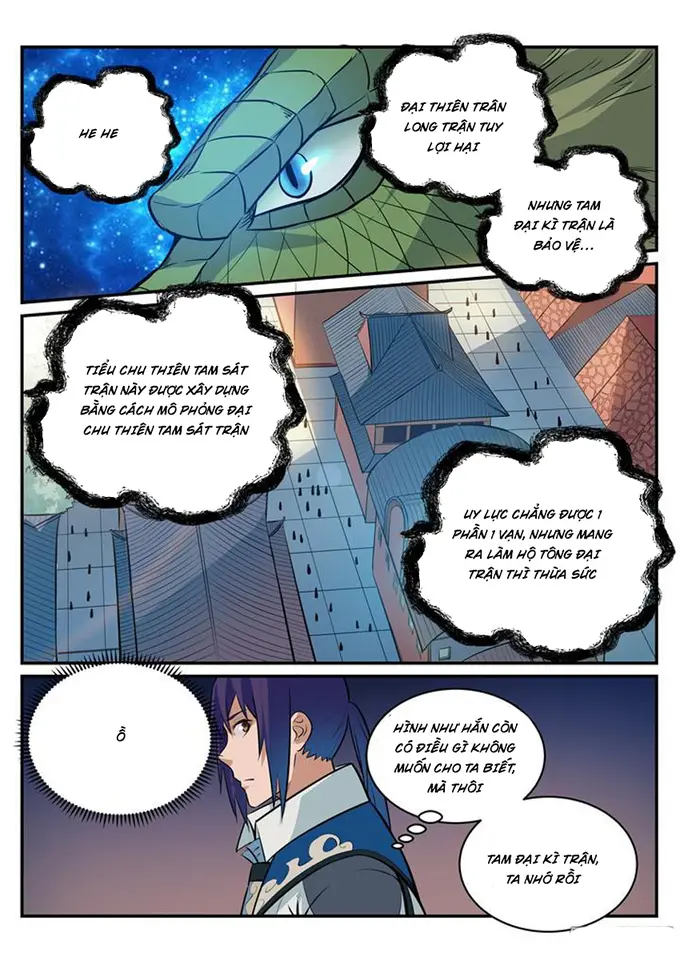 HE HE
ĐẠI THIÊN TRÂN
LONG TRẬN TUY
LỢI HẠI
NHƯNG TAM
ĐẠI KÌ TRẬN LÀ
BẢO VỆ...
TIỂU CHU THIÊN TAM SÁT
TRẬN NÀY ĐƯỢC XÂY DỰNG
BẰNG CÁCH MÔ PHỎNG ĐẠI
CHU THIÊN TAM SÁT TRẬN
UY LỰC CHẲNG ĐƯỢC 1
PHẦN 1 VẠN, NHƯNG MANG
RA LÀM HỘ TÔNG ĐẠI
TRẬN THÌ THỪA SỨC
Ồ
HÌNH NHƯ HẮN CÒN
CÓ ĐIỀU GÌ KHÔNG
MUỐN CHO TA BIẾT,
MÀ THÔI
TAM ĐẠI KÌ TRẬN,
TA NHỚ RỒI